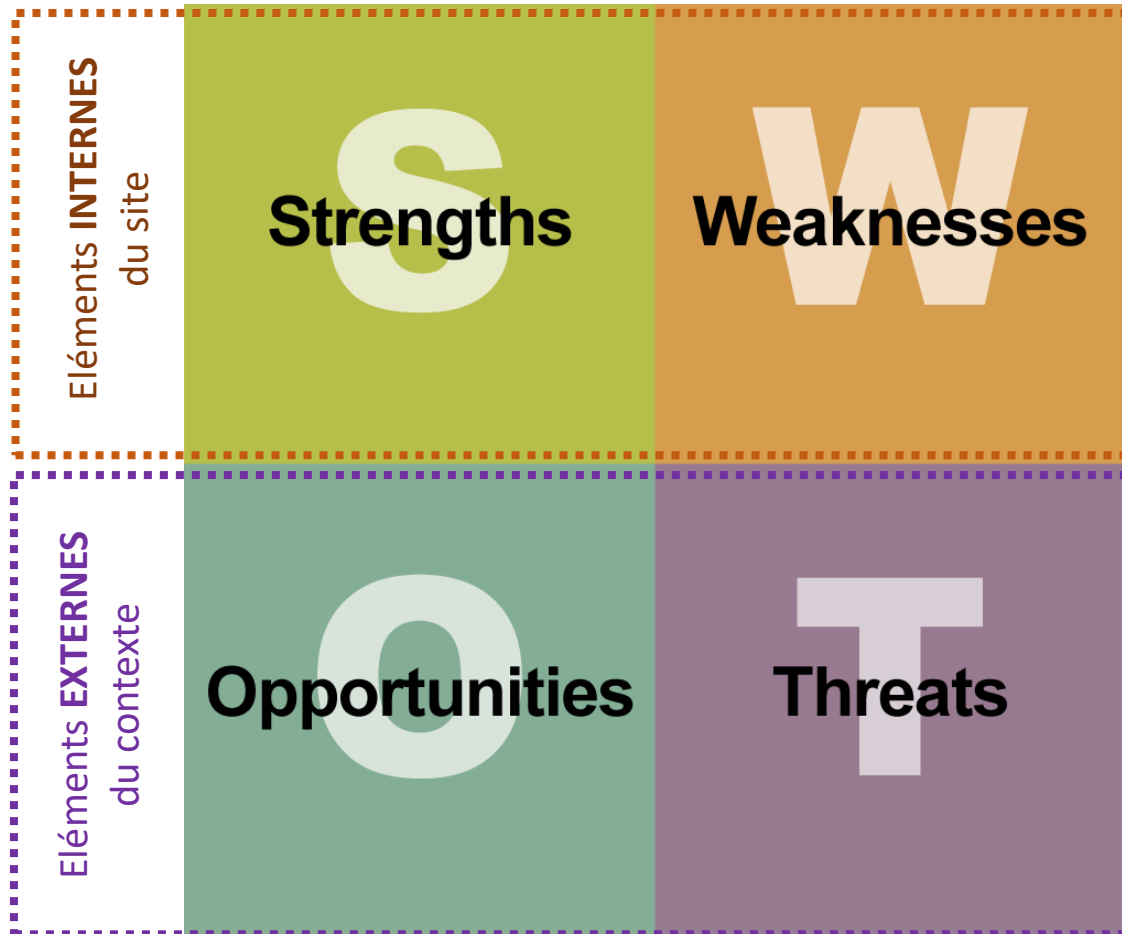 Eléments INTERNES
du site
S
Strengths
W
Weaknesses
Eléments EXTERNES
du contexte
O
Opportunities
T
Threats